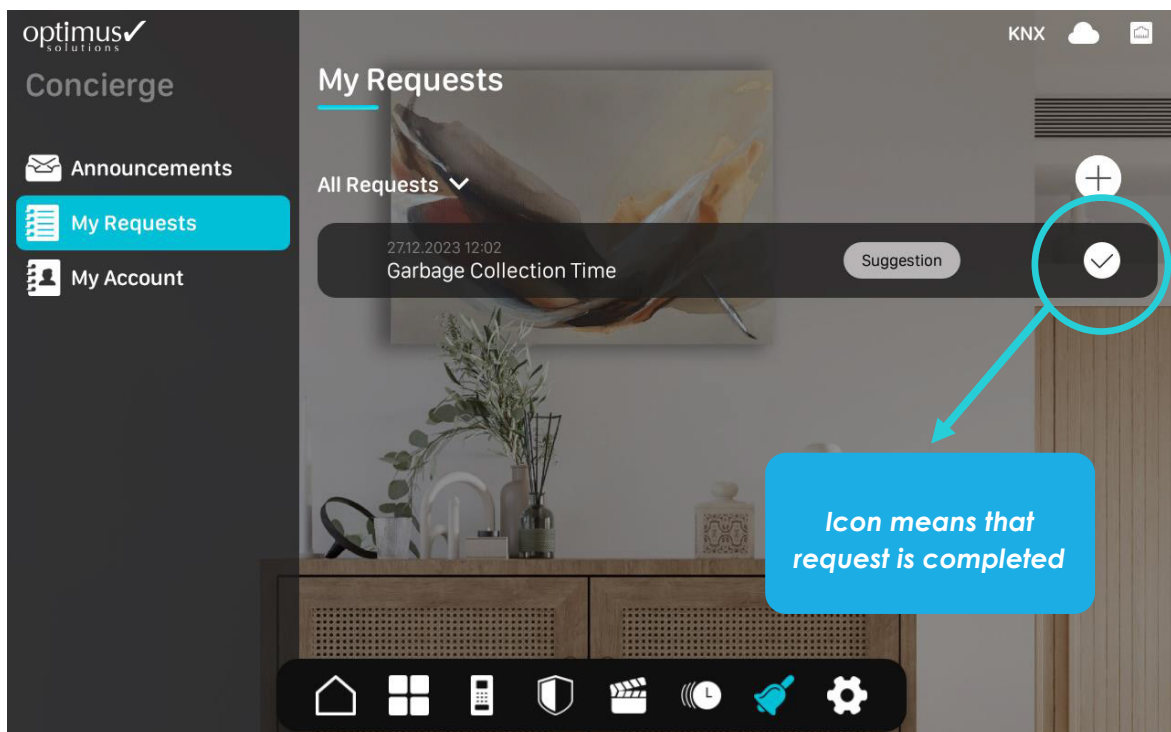 optimus✓
solutions
KNX
Concierge
My Requests
Announcements
All Requests
My Requests
27.12.2023 12:02
Garbage Collection Time
Suggestion
My Account
Icon means that
request is completed